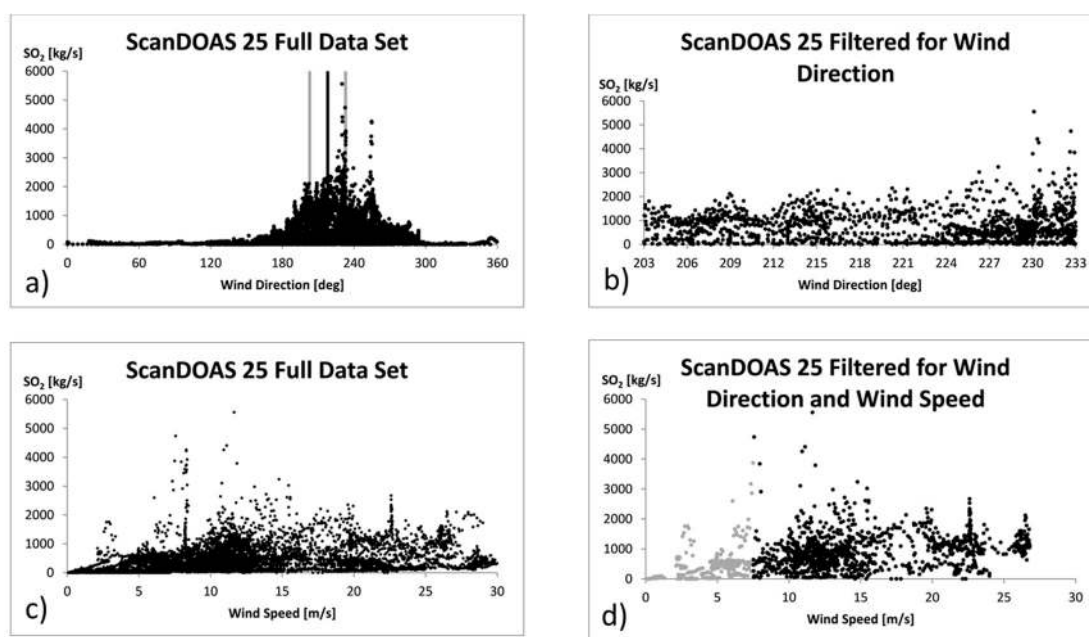 ScanDOAS 25 Full Data Set
SO2 [kg/s]
6000
5000
4000
3000
2000
1000
0
0 60 120 180 240 300 360
Wind Direction [deg]
a)
ScanDOAS 25 Filtered for Wind
Direction
SO2 [kg/s]
6000
5000
4000
3000
2000
1000
0
203 206 209 212 215 218 221 224 227 230 233
Wind Direction [deg]
b)
ScanDOAS 25 Full Data Set
SO2 [kg/s]
6000
5000
4000
3000
2000
1000
0
0 5 10 15 20 25 30
Wind Speed [m/s]
c)
ScanDOAS 25 Filtered for Wind
Direction and Wind Speed
SO2 [kg/s]
6000
5000
4000
3000
2000
1000
0
0 5 10 15 20 25 30
Wind Speed [m/s]
d)